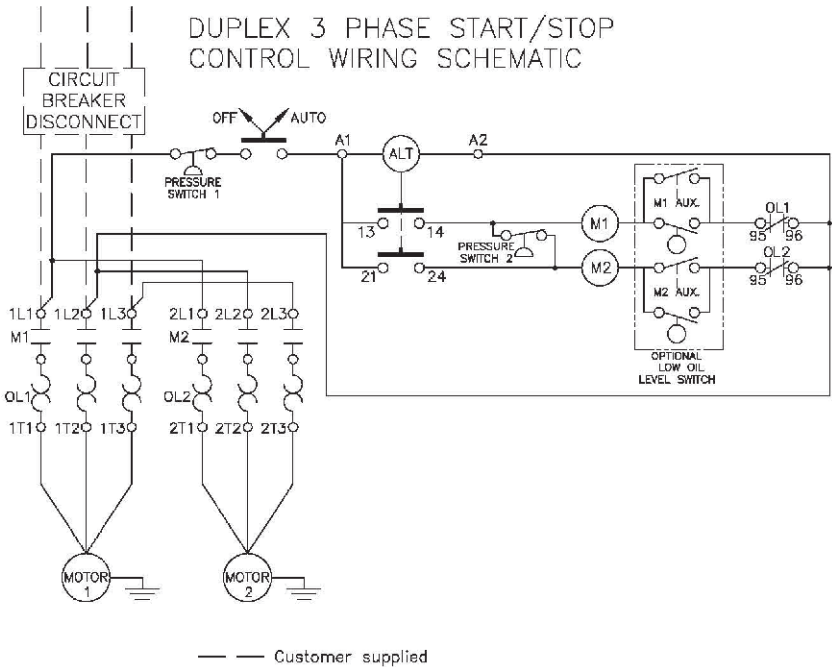 DUPLEX 3 PHASE START/STOP
CONTROL WIRING SCHEMATIC
CIRCUIT
BREAKER
DISCONNECT
OFF
AUTO
PRESSURE
SWITCH 1
A1
ALT
A2
13
14
PRESSURE
SWITCH 2
21
24
M1
M2
M1 AUX.
M2 AUX.
OL1
95 96
OL2
95 96
OPTIONAL
LOW OIL
LEVEL SWITCH
1L1 1L2 1L3 2L1 2L2 2L3
M1 M2
OL1 OL2
1T1 1T2 1T3 2T1 2T2 2T3
MOTOR
1
MOTOR
2
Customer supplied